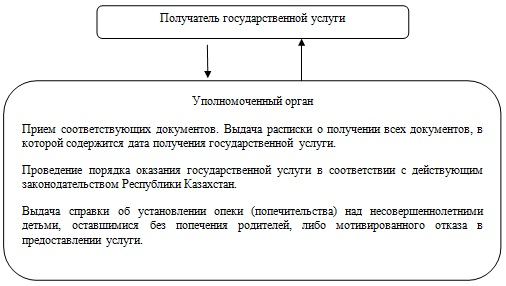 Получатель государственной услуги
Уполномоченный орган
Прием соответствующих документов. Выдача расписки о получении всех документов, в
которой содержится дата получения государственной услуги.
Проведение порядка оказания государственной услуги в соответствии с действующим
законодательством Республики Казахстан.
Выдача справки об установлении опеки (попечительства) над несовершеннолетними
детьми, оставшимися без попечения родителей, либо мотивированного отказа в
предоставлении услуги.